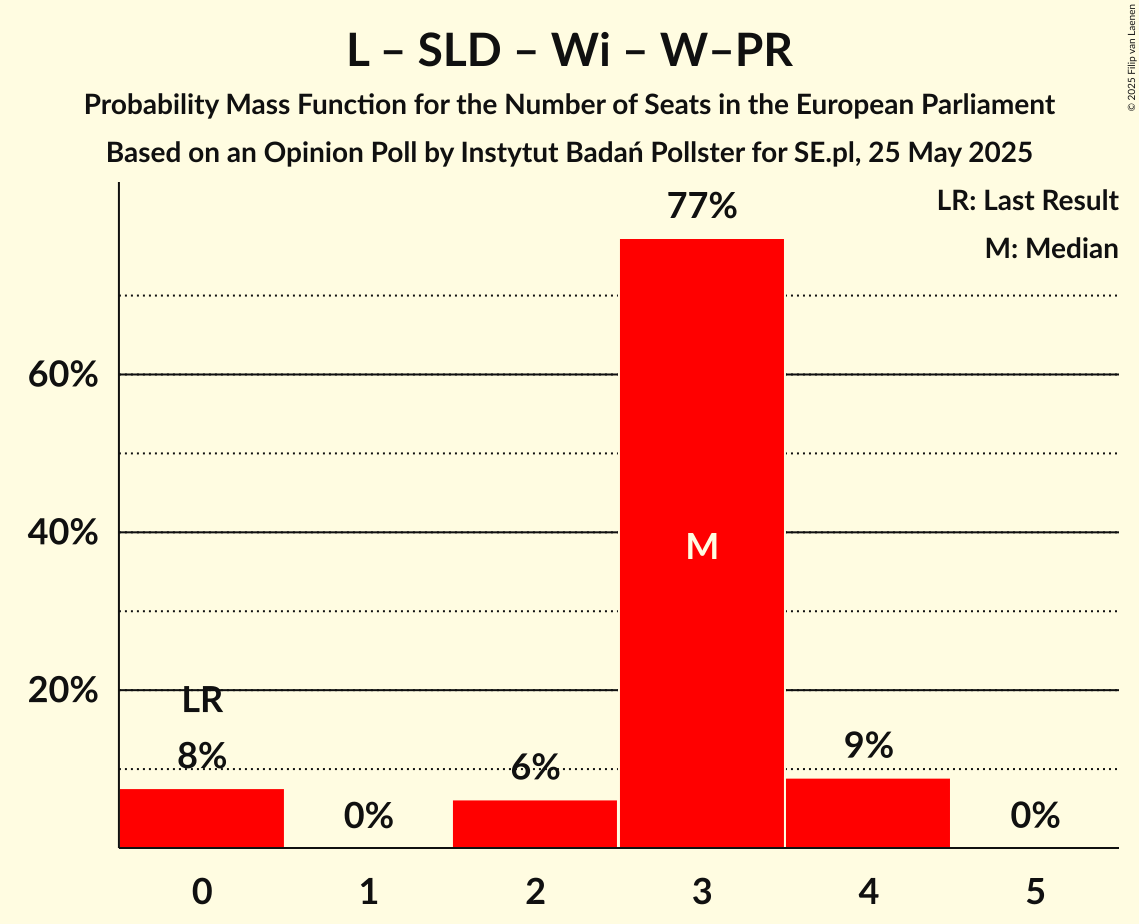 L – SLD – Wi – W–PR
Probability Mass Function for the Number of Seats in the European Parliament
Based on an Opinion Poll by Instytut Badań Pollster for SE.pl, 25 May 2025
© 2025 Filip van Laenen
LR: Last Result
M: Median
77%
60%
40%
M
20%
LR
8%
0%
6%
9%
0%
0 1 2 3 4 5